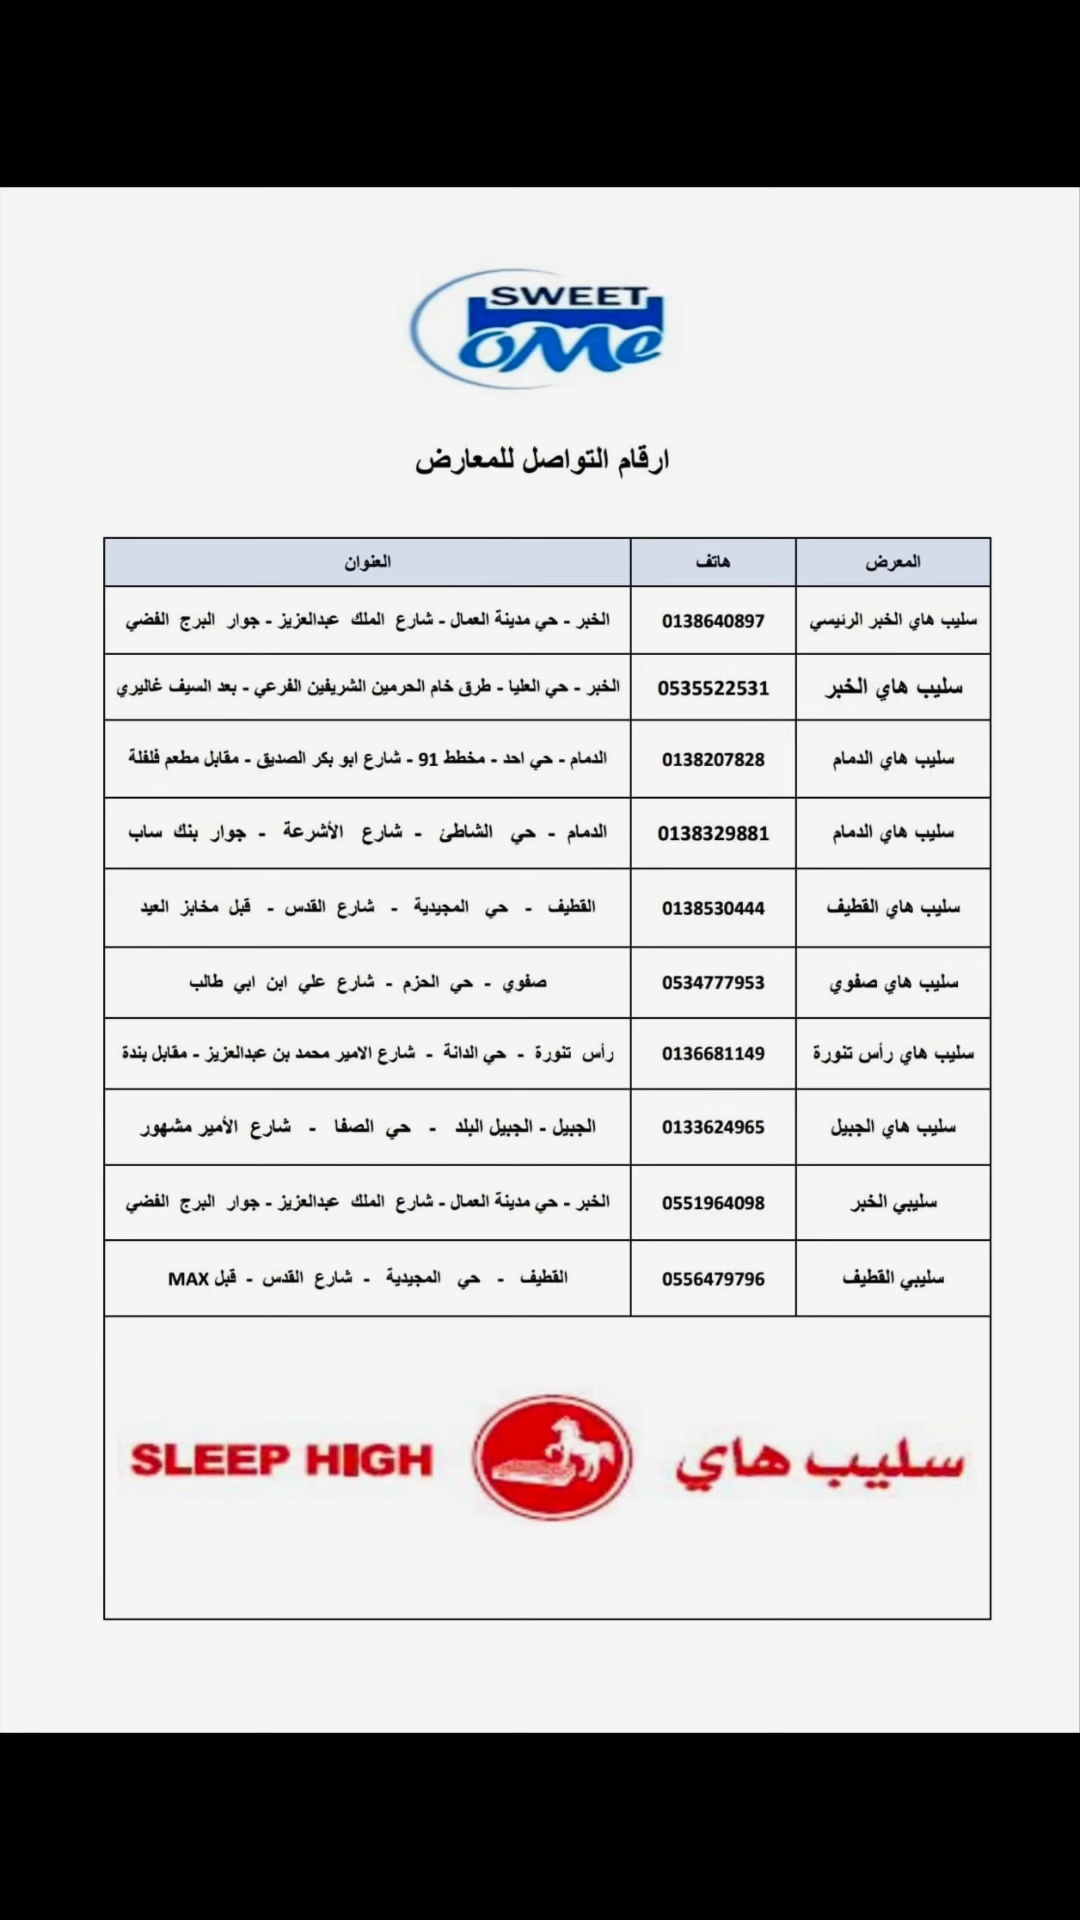 SWEET
oMe
ارقام التواصل للمعارض
المعرض هاتف العنوان
سليب هاي الخبر الرئيسي 0138640897 الخبر - حي مدينة العمال - شارع الملك عبدالعزيز - جوار البرج الفضي
سليب هاي الخبر 0535522531 الخبر - حي العليا - طرق خام الحرمين الشريفين الفرعي - بعد السيف غاليري
سليب هاي الدمام 0138207828 الدمام - حي احد - مخطط 91 - شارع ابو بكر الصديق - مقابل مطعم فلفلة
سليب هاي الدمام 0138329881 الدمام - حي الشاطئ - شارع الأشرعة - جوار بنك ساب
سليب هاي القطيف 0138530444 القطيف - حي المجيدية - شارع القدس - قبل مخابز العيد
سليب هاي صفوي 0534777953 صفوي - حي الحزم - شارع علي ابن ابي طالب
سليب هاي رأس تنورة 0136681149 رأس تنورة - حي الدانة - شارع الامير محمد بن عبدالعزيز - مقابل بندة
سليب هاي الجبيل 0133624965 الجبيل - الجبيل البلد - حي الصفا - شارع الأمير مشهور
سليبي الخبر 0551964098 الخبر - حي مدينة العمال - شارع الملك عبدالعزيز - جوار البرج الفضي
سليبي القطيف 0556479796 القطيف - حي المجيدية - شارع القدس - قبل MAX
سليب هاي SLEEP HIGH